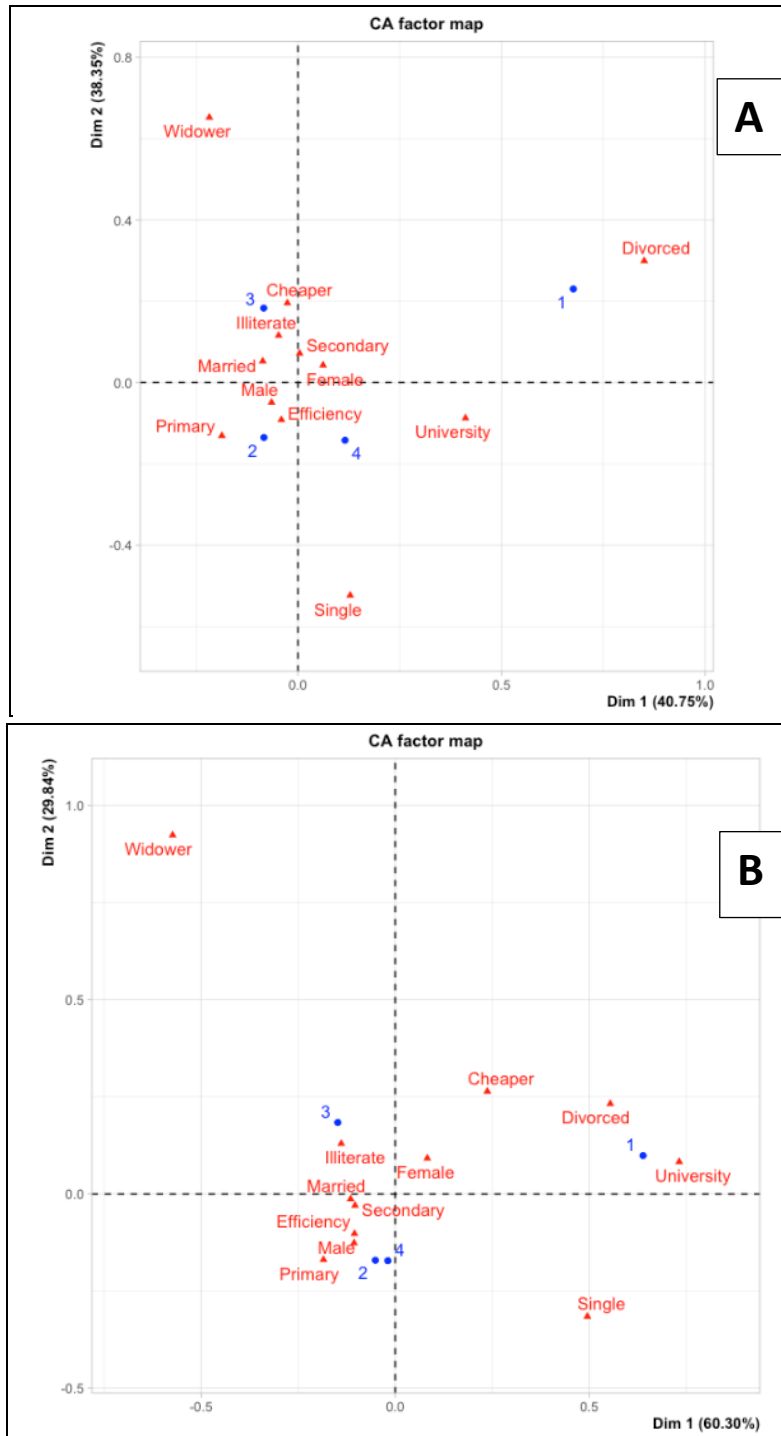 CA factor map
A
Dim 2 (38.35%)
0.8
Widower
0.4
Divorced
Cheaper
3
1
Illiterate
Secondary
Married
Female
0.0
Male
Efficiency
Primary
University
2
4
-0.4
Single
0.0
0.5
1.0
Dim 1 (40.75%)
CA factor map
B
Dim 2 (29.84%)
1.0
Widower
0.5
Cheaper
Divorced
3
1
Illiterate
Female
University
Married
0.0
Secondary
Efficiency
Male
4
Primary
2
Single
-0.5
-0.5
0.0
0.5
Dim 1 (60.30%)